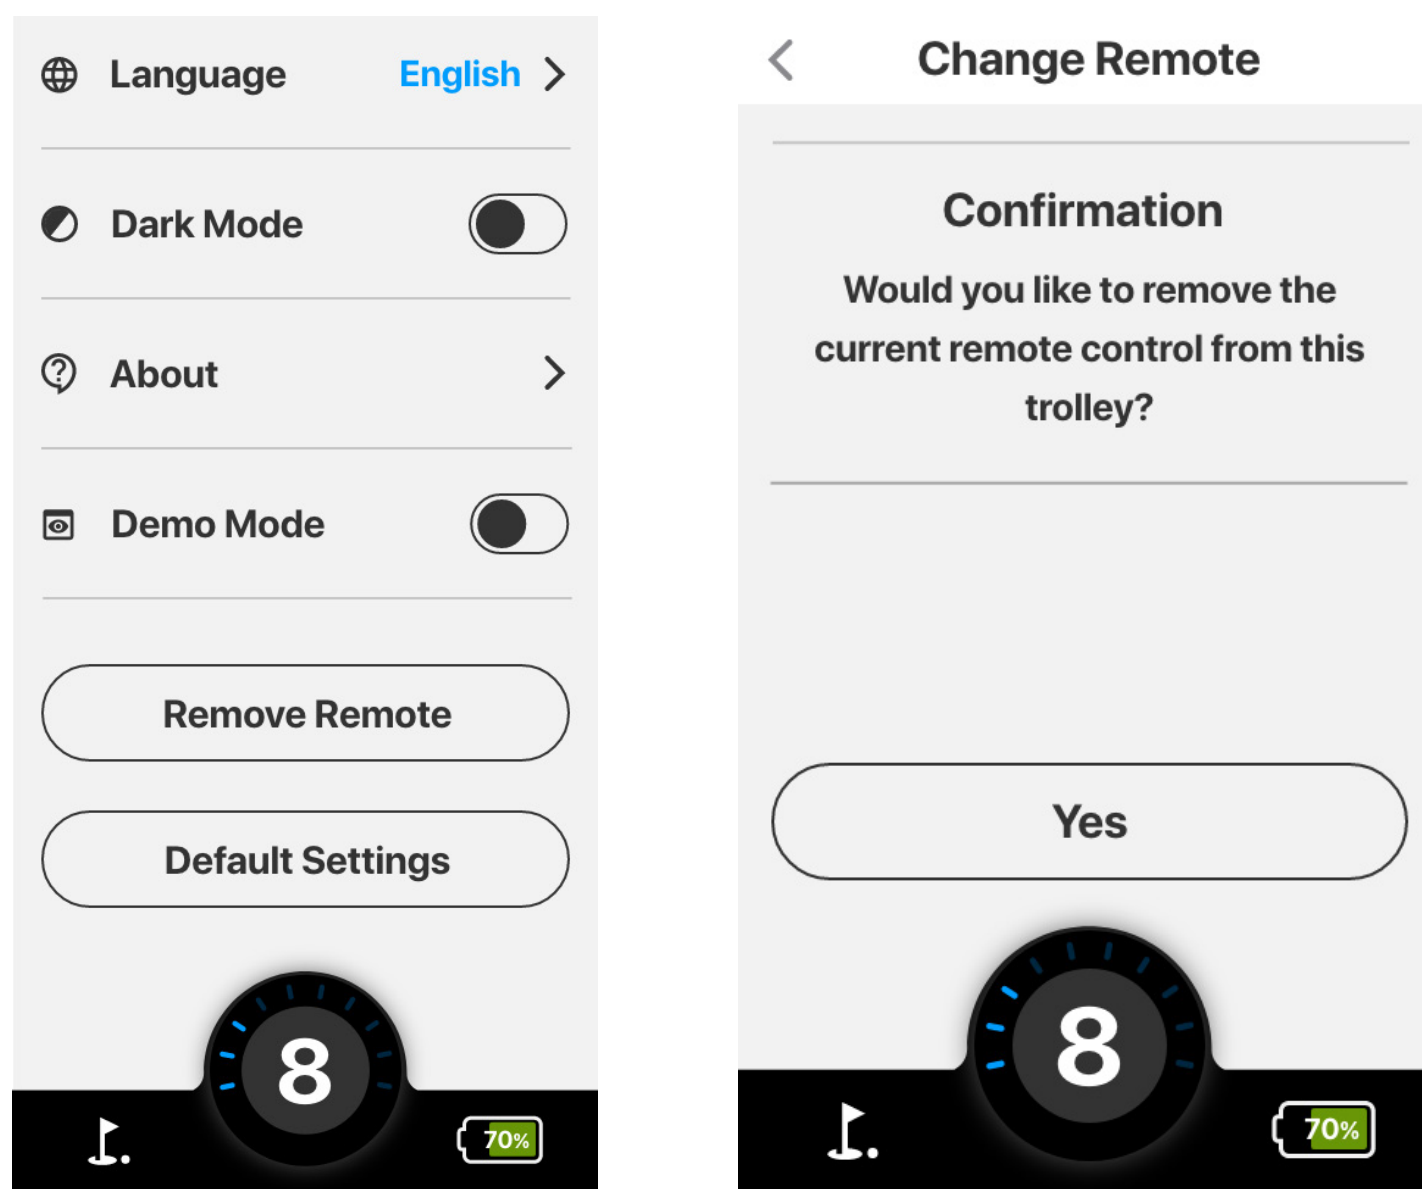 Language English
Dark Mode
About
Demo Mode
Remove Remote
Default Settings
8
70%
Change Remote
Confirmation
Would you like to remove the
current remote control from this
trolley?
Yes
8
70%